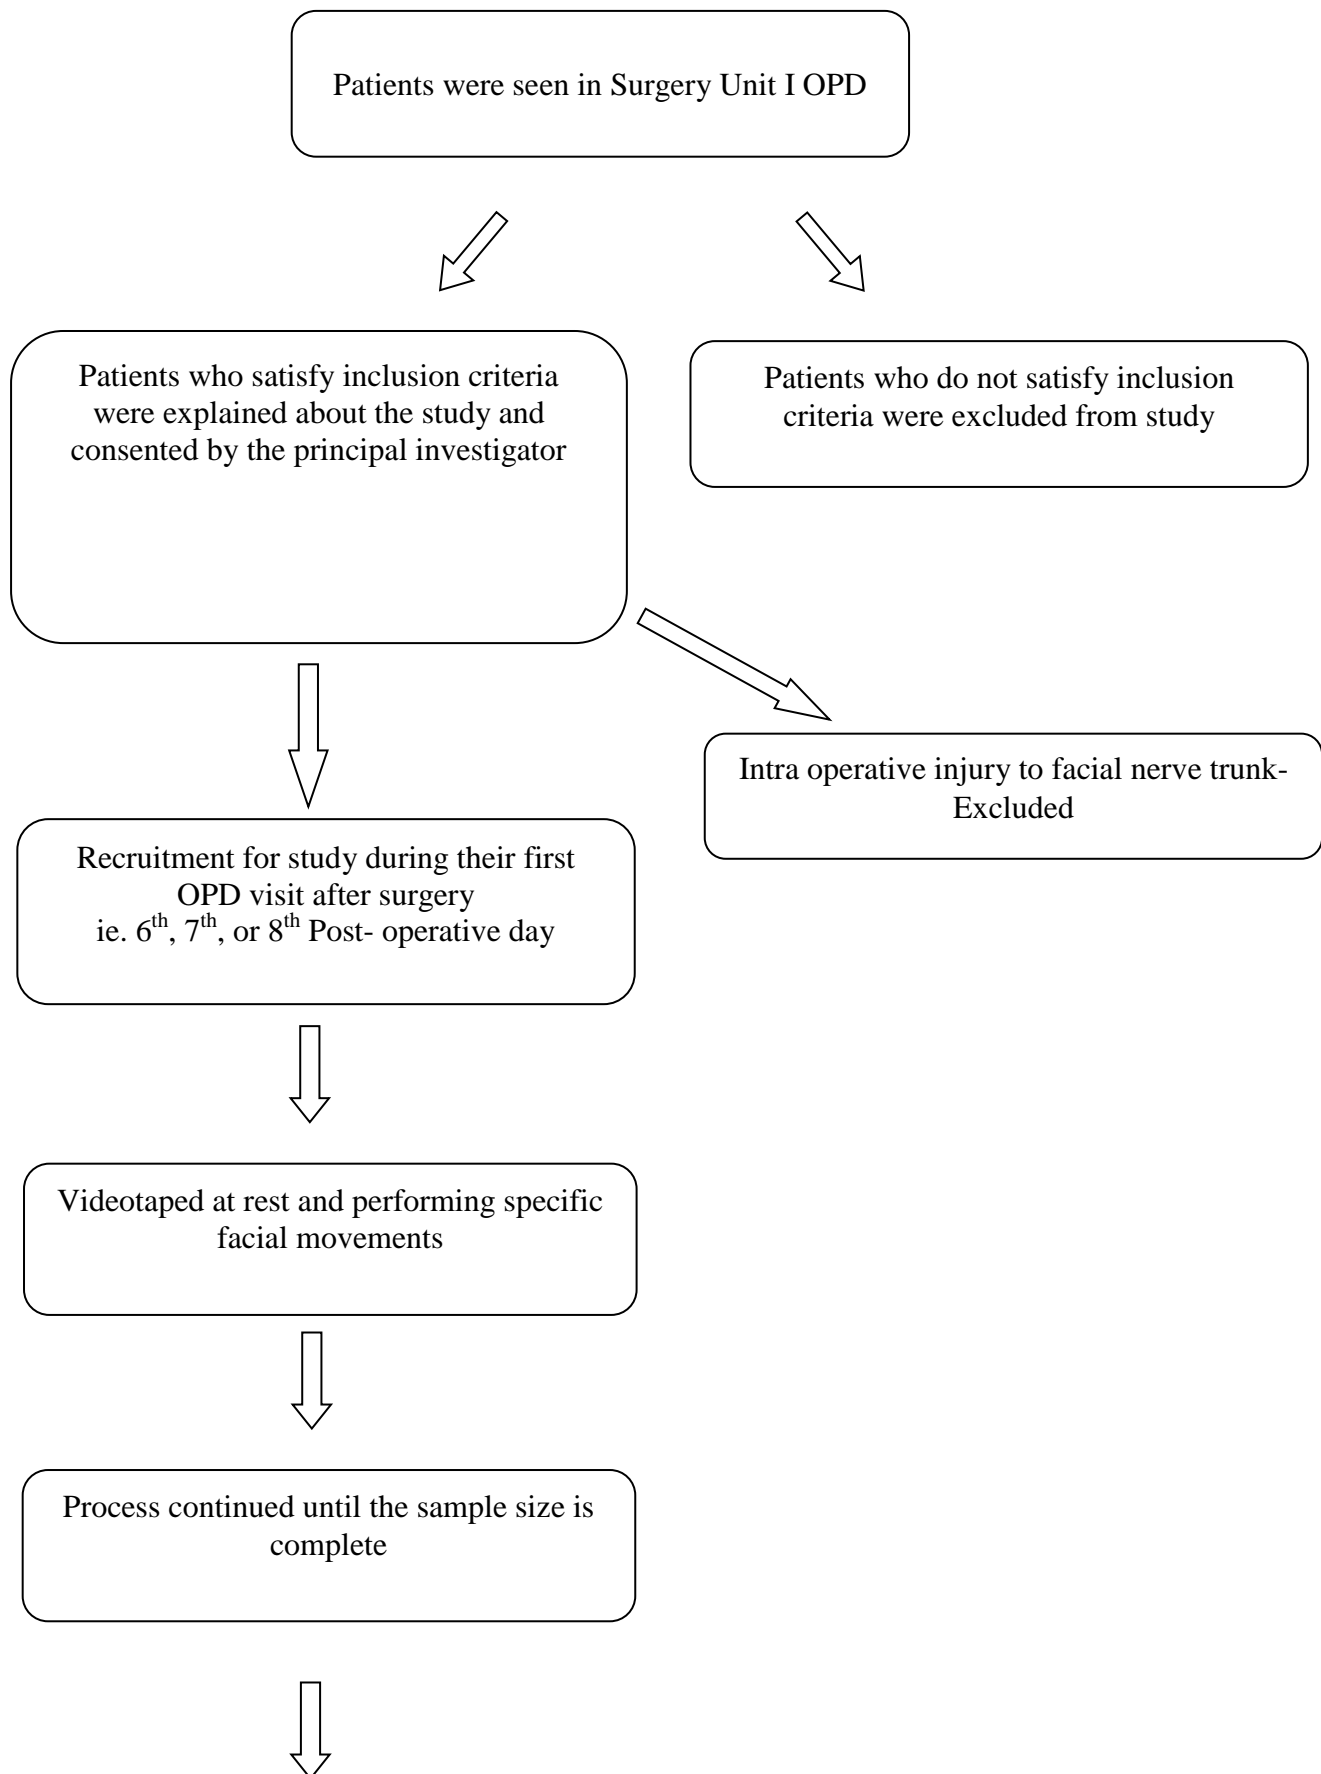 Patients were seen in Surgery Unit I OPD
Patients who satisfy inclusion criteria
were explained about the study and
consented by the principal investigator
Patients who do not satisfy inclusion
criteria were excluded from study
Intra operative injury to facial nerve trunk-
Excluded
Recruitment for study during their first
OPD visit after surgery
ie. 6th, 7th, or 8th Post- operative day
Videotaped at rest and performing specific
facial movements
Process continued until the sample size is
complete